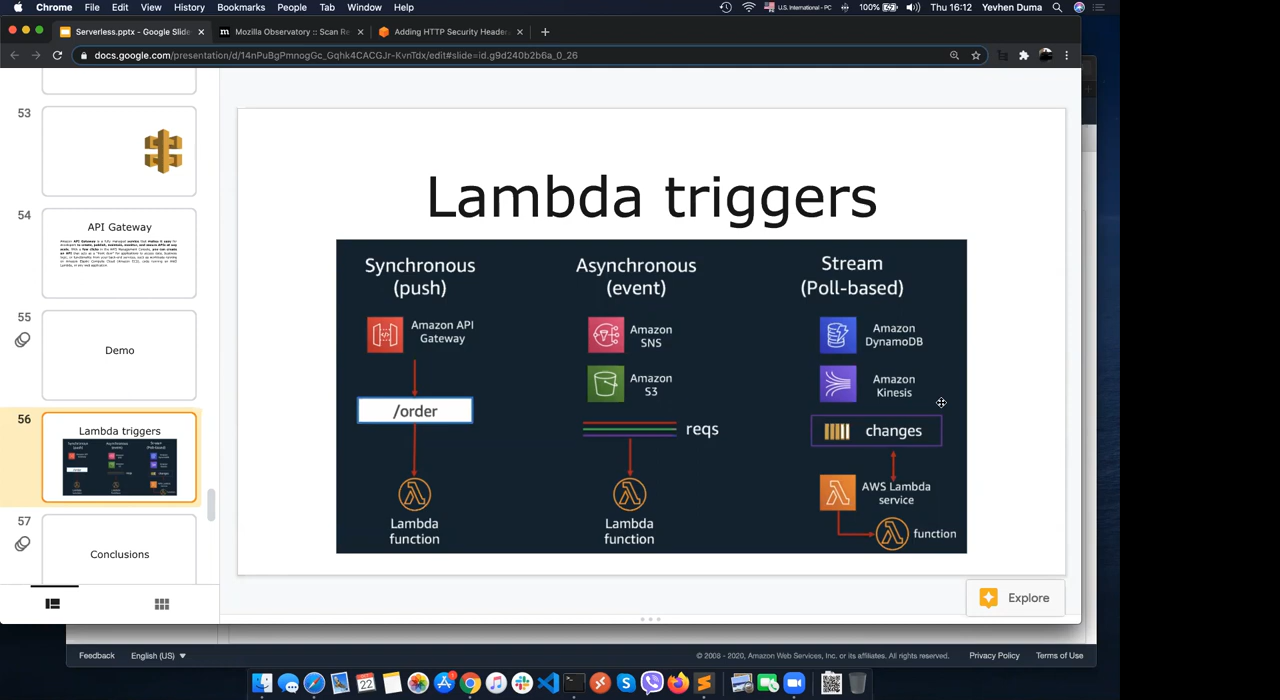 Chrome File Edit View History Bookmarks People Tab Window Help
U.S. International - PC 100% Thu 16:12 Yevhen Duma
Serverless.pptx - Google Slide
Mozilla Observatory :: Scan Re
Adding HTTP Security Header
docs.google.com/presentation/d/14nPuBgPmnogGc_Gqhk4CACGJr-KvnTdx/edit#slide=id.g9d240b2b6a_0_26
53
54
API Gateway
55
Demo
56
Lambda triggers
57
Conclusions
Lambda triggers
Synchronous
(push)
Amazon API
Gateway
/order
Lambda
function
Asynchronous
(event)
Amazon
SNS
Amazon
S3
reqs
Lambda
function
Stream
(Poll-based)
Amazon
DynamoDB
Amazon
Kinesis
changes
AWS Lambda
service
function
Explore
Feedback English (US)
© 2008 - 2020, Amazon Web Services, Inc. or its affiliates. All rights reserved. Privacy Policy Terms of Use
22